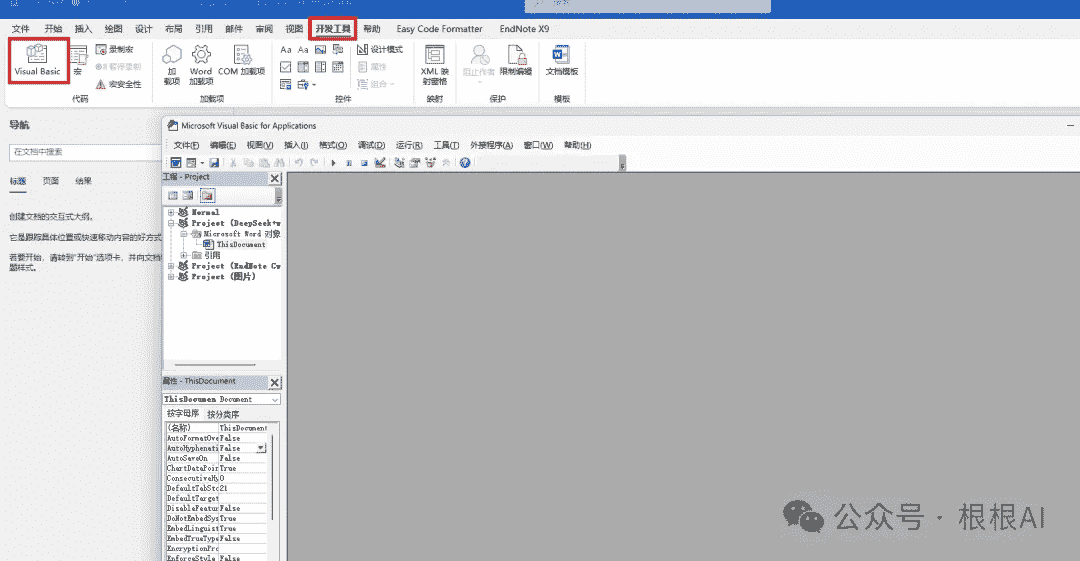 文件 开始 插入 绘图 设计 布局 引用 邮件 审阅 视图 开发工具 帮助 Easy Code Formatter EndNote X9
Visual Basic
宏
录制宏
暂停录制
宏安全性
代码
加载项
Word 加载项
COM 加载项
加载项
Aa Aa
设计模式
属性
组合
控件
XML 映射窗格
映射
阻止作者
限制编辑
保护
文档模板
模板
导航
在文档中搜索
标题 页面 结果
创建文档的交互式大纲。
它是跟踪具体位置或快速移动内容的好方式
若要开始，请转到"开始"选项卡，并向文档
题样式。
Microsoft Visual Basic for Applications
文件(F) 编辑(E) 视图(V) 插入(I) 格式(O) 调试(D) 运行(R) 工具(T) 外接程序(A) 窗口(W) 帮助(H)
工程 - Project
Normal
Project (DeepSeek+w
Microsoft Word 对象
ThisDocument
引用
Project (EndNote Cw
Project (图片)
属性 - ThisDocument
ThisDocumen Document
按字母序 按分类序
(名称) ThisDocument
AutoFormatOve False
AutoHyphenati False
AutoSaveOn False
ChartDataPoin True
ConsecutiveHy 0
DefaultTabSto 21
DefaultTarget
DisableFeatur False
DoNotEmbedSys True
EmbedLinguist True
EmbedTrueType False
EncryptionPro
EnforceStyle False
公众号 · 根根AI